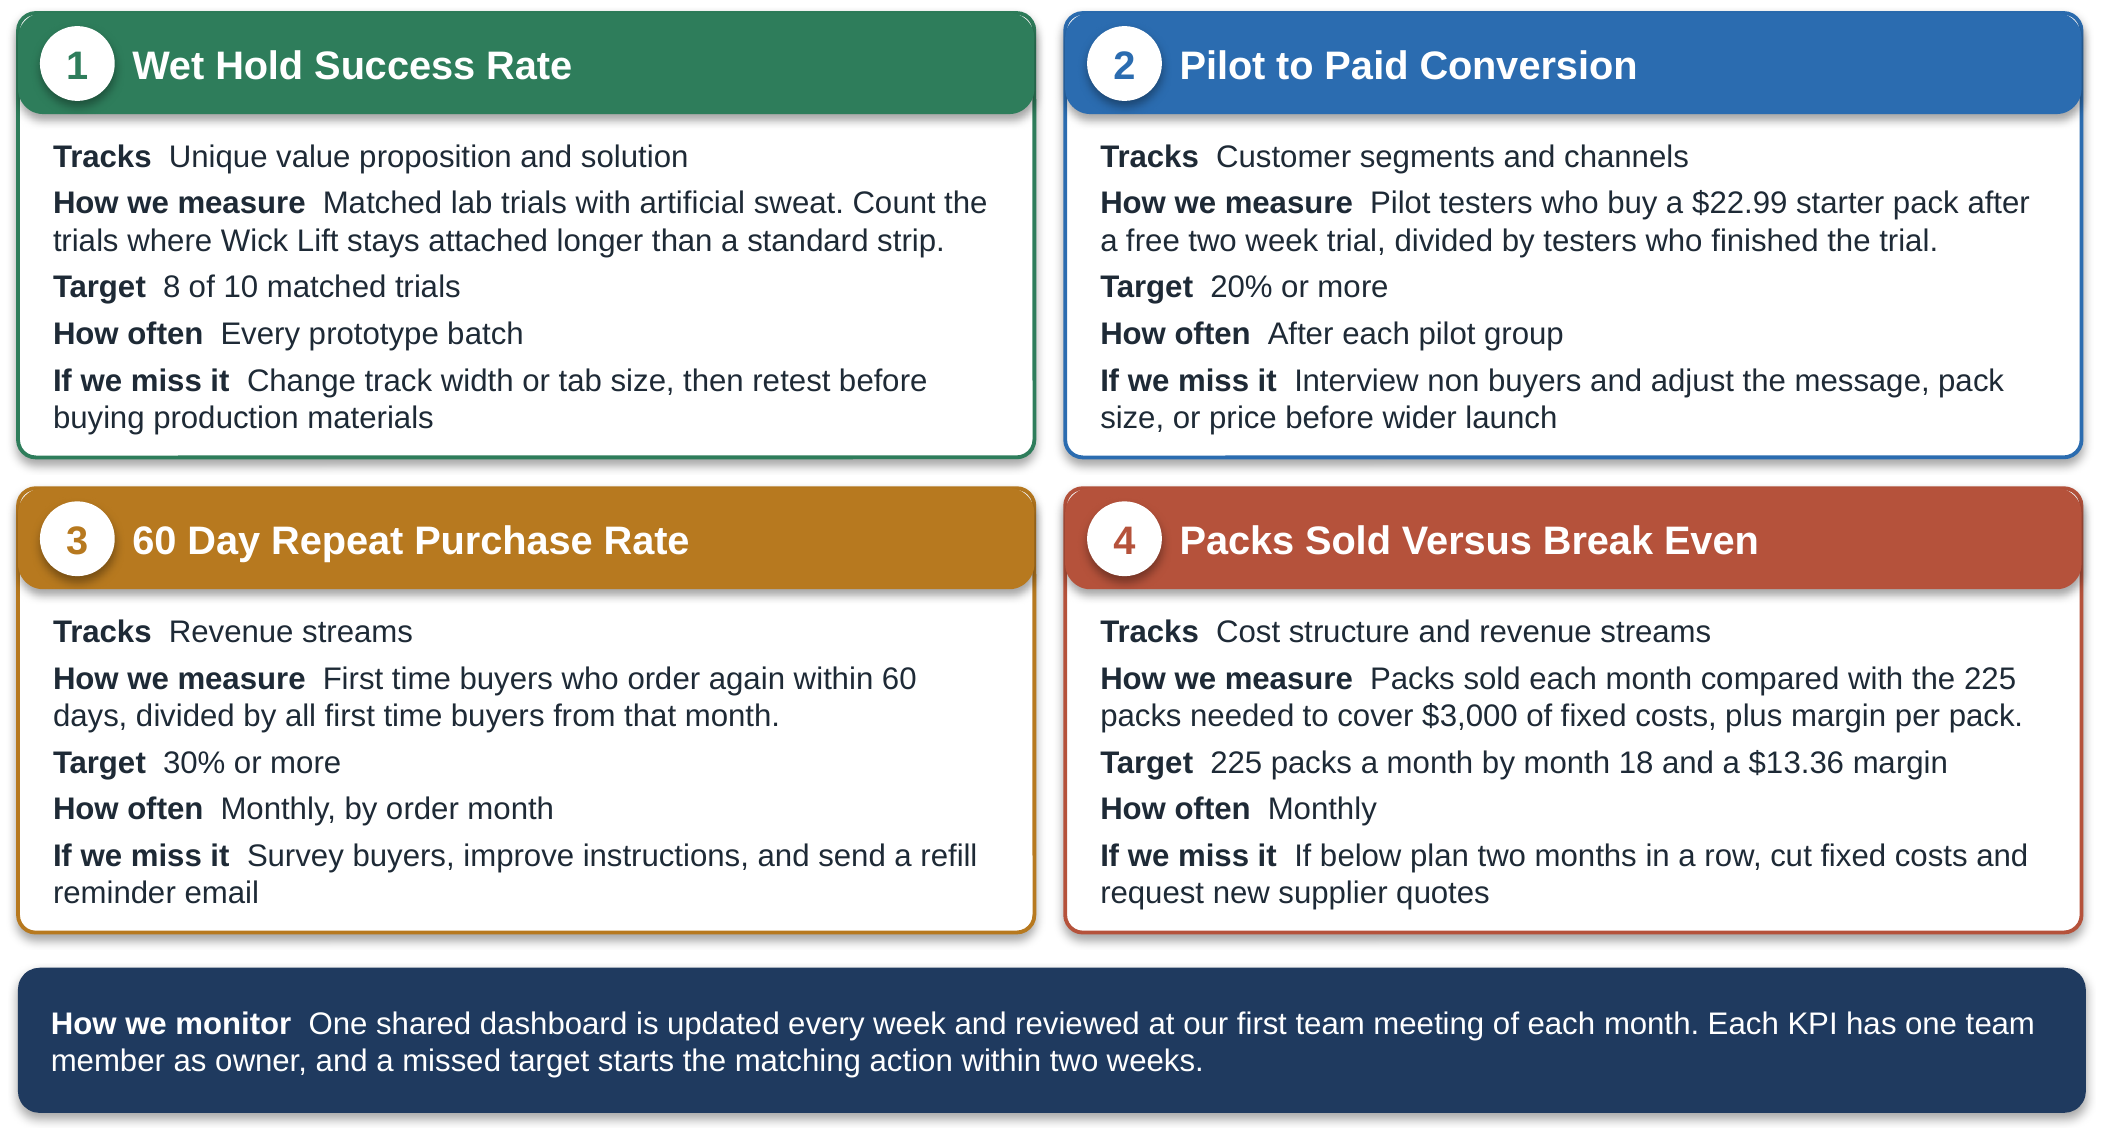 1 Wet Hold Success Rate
Tracks Unique value proposition and solution
How we measure Matched lab trials with artificial sweat. Count the
trials where Wick Lift stays attached longer than a standard strip.
Target 8 of 10 matched trials
How often Every prototype batch
If we miss it Change track width or tab size, then retest before
buying production materials
2 Pilot to Paid Conversion
Tracks Customer segments and channels
How we measure Pilot testers who buy a $22.99 starter pack after
a free two week trial, divided by testers who finished the trial.
Target 20% or more
How often After each pilot group
If we miss it Interview non buyers and adjust the message, pack
size, or price before wider launch
3 60 Day Repeat Purchase Rate
Tracks Revenue streams
How we measure First time buyers who order again within 60
days, divided by all first time buyers from that month.
Target 30% or more
How often Monthly, by order month
If we miss it Survey buyers, improve instructions, and send a refill
reminder email
4 Packs Sold Versus Break Even
Tracks Cost structure and revenue streams
How we measure Packs sold each month compared with the 225
packs needed to cover $3,000 of fixed costs, plus margin per pack.
Target 225 packs a month by month 18 and a $13.36 margin
How often Monthly
If we miss it If below plan two months in a row, cut fixed costs and
request new supplier quotes
How we monitor One shared dashboard is updated every week and reviewed at our first team meeting of each month. Each KPI has one team
member as owner, and a missed target starts the matching action within two weeks.